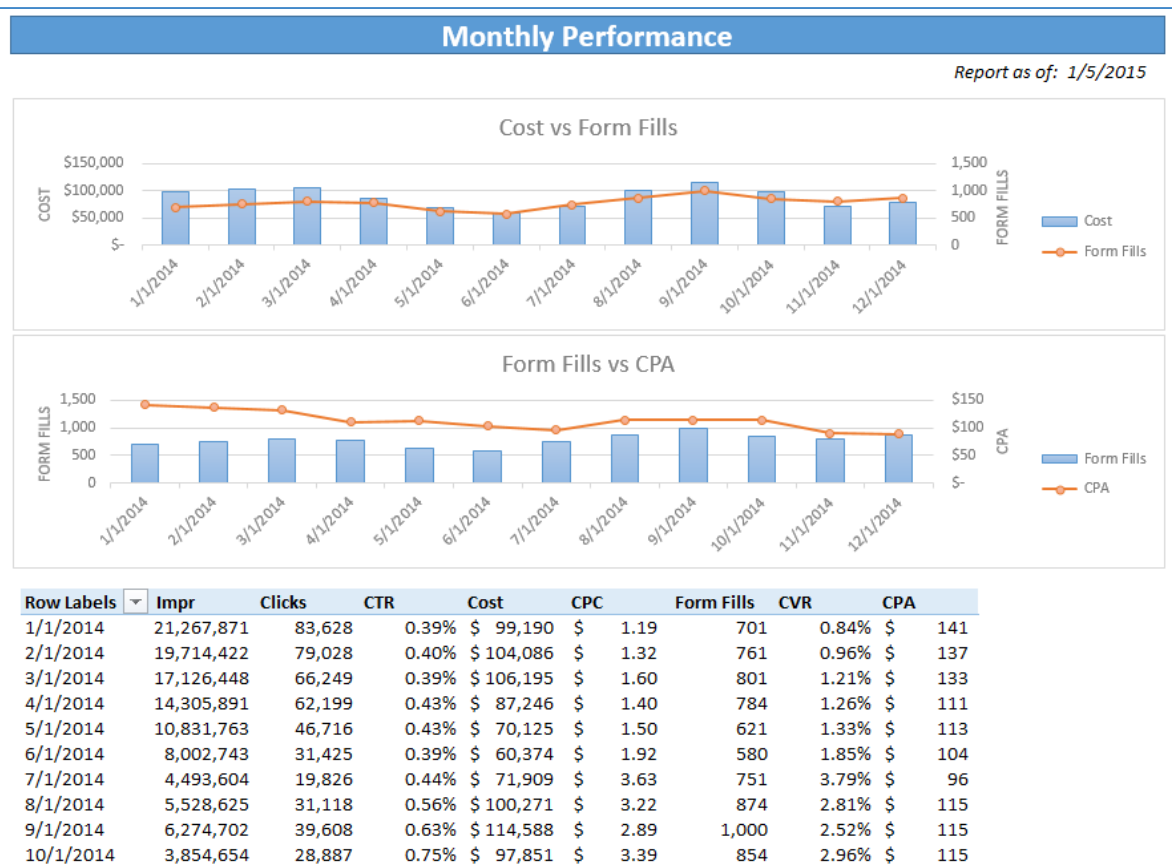 Monthly Performance
Report as of: 1/5/2015
Cost vs Form Fills
$150,000
$100,000
$50,000
$-
COST
1,500
1,000
500
0
FORM FILLS
Cost
Form Fills
1/1/2014 2/1/2014 3/1/2014 4/1/2014 5/1/2014 6/1/2014 7/1/2014 8/1/2014 9/1/2014 10/1/2014 11/1/2014 12/1/2014
Form Fills vs CPA
1,500
1,000
500
0
FORM FILLS
$150
$100
$50
$-
CPA
Form Fills
CPA
1/1/2014 2/1/2014 3/1/2014 4/1/2014 5/1/2014 6/1/2014 7/1/2014 8/1/2014 9/1/2014 10/1/2014 11/1/2014 12/1/2014
Row Labels Impr Clicks CTR Cost CPC Form Fills CVR CPA
1/1/2014 21,267,871 83,628 0.39% $ 99,190 $ 1.19 701 0.84% $ 141
2/1/2014 19,714,422 79,028 0.40% $ 104,086 $ 1.32 761 0.96% $ 137
3/1/2014 17,126,448 66,249 0.39% $ 106,195 $ 1.60 801 1.21% $ 133
4/1/2014 14,305,891 62,199 0.43% $ 87,246 $ 1.40 784 1.26% $ 111
5/1/2014 10,831,763 46,716 0.43% $ 70,125 $ 1.50 621 1.33% $ 113
6/1/2014 8,002,743 31,425 0.39% $ 60,374 $ 1.92 580 1.85% $ 104
7/1/2014 4,493,604 19,826 0.44% $ 71,909 $ 3.63 751 3.79% $ 96
8/1/2014 5,528,625 31,118 0.56% $ 100,271 $ 3.22 874 2.81% $ 115
9/1/2014 6,274,702 39,608 0.63% $ 114,588 $ 2.89 1,000 2.52% $ 115
10/1/2014 3,854,654 28,887 0.75% $ 97,851 $ 3.39 854 2.96% $ 115